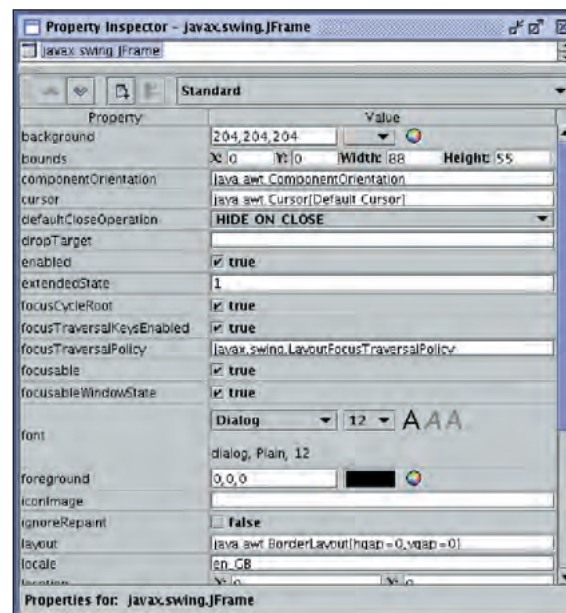 Property Inspector - javax.swing.JFrame
javax swing JFrame
Standard
Property Value
background 204,204,204
bounds X: 0 Y: 0 Width: 88 Height: 55
componentOrientation java awt ComponentOrientation
cursor java awt Cursor[Default Cursor]
defaultCloseOperation HIDE ON CLOSE
dropTarget
enabled true
extendedState 1
focusCycleRoot true
focusTraversalKeysEnabled true
focusTraversalPolicy javax.swing.LayoutFocusTraversalPolicy
focusable true
focusableWindowState true
font Dialog 12 A A A
dialog, Plain, 12
foreground 0,0,0
iconImage
ignoreRepaint false
layout java awt BorderLayout[hgap=0,vgap=0]
locale en_GB
location X: 0 Y: 0
Properties for: javax.swing.JFrame